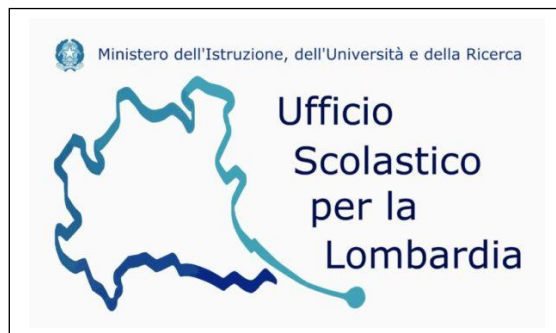 Ministero dell'Istruzione, dell'Università e della Ricerca
Ufficio
Scolastico
per la
Lombardia